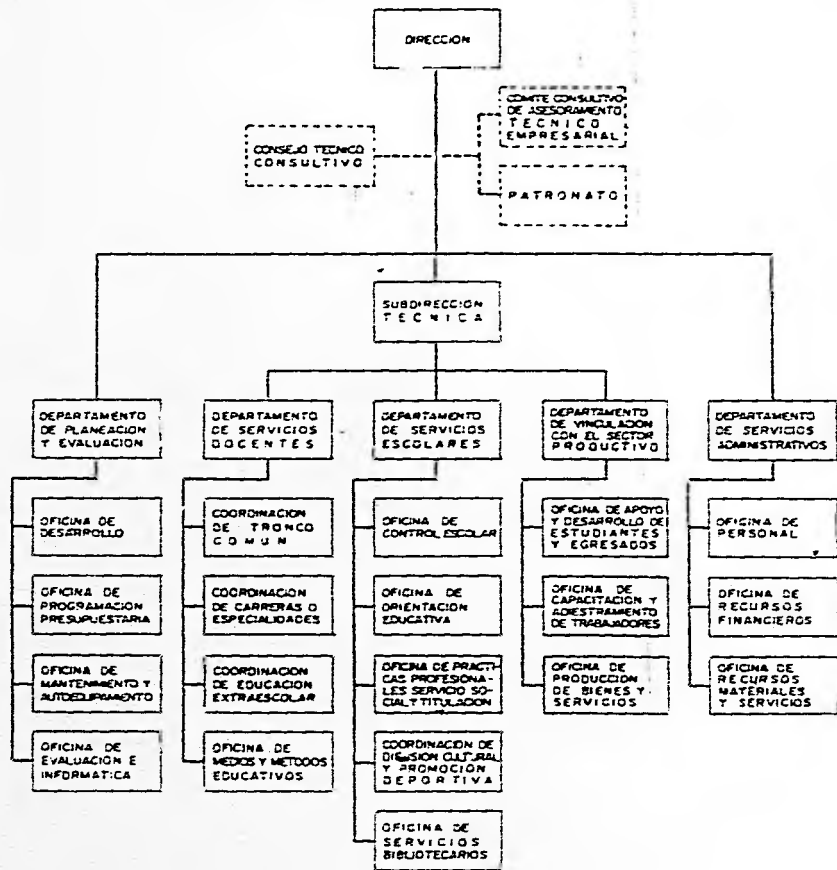 DIRECCION
COMITE CONSULTIVO
DE ASESORAMIENTO
TECNICO
EMPRESARIAL
CONSEJO TECNICO
CONSULTIVO
PATRONATO
SUBDIRECCION
TECNICA
DEPARTAMENTO
DE PLANEACION
Y EVALUACION
DEPARTAMENTO
DE SERVICIOS
DOCENTES
DEPARTAMENTO
DE SERVICIOS
ESCOLARES
DEPARTAMENTO
DE VINCULACION
CON EL SECTOR
PRODUCTIVO
DEPARTAMENTO
DE SERVICIOS
ADMINISTRATIVOS
OFICINA DE
DESARROLLO
COORDINACION
DE TRONCO
COMUN
OFICINA DE
CONTROL ESCOLAR
OFICINA DE APOYO
Y DESARROLLO DE
ESTUDIANTES
Y EGRESADOS
OFICINA DE
PERSONAL
OFICINA DE
PROGRAMACION
PRESUPUESTARIA
COORDINACION
DE CARRERAS O
ESPECIALIDADES
OFICINA DE
ORIENTACION
EDUCATIVA
OFICINA DE
CAPACITACION Y
ADIESTRAMIENTO
DE TRABAJADORES
OFICINA DE
RECURSOS
FINANCIEROS
OFICINA DE
MANTENIMIENTO Y
AUTOEQUIPAMIENTO
COORDINACION
DE EDUCACION
EXTRAESCOLAR
OFICINA DE PRACTI
CAS PROFESIONA-
LES SERVICIO SO-
CIAL Y TITULACION
OFICINA DE
PRODUCCION
DE BIENES Y
SERVICIOS
OFICINA DE
RECURSOS
MATERIALES
Y SERVICIOS
OFICINA DE
EVALUACION E
INFORMATICA
OFICINA DE
MEDIOS Y METODOS
EDUCATIVOS
COORDINACION DE
DIFUSION CULTURAL
Y PROMOCION
DEPORTIVA
OFICINA DE
SERVICIOS
BIBLIOTECARIOS